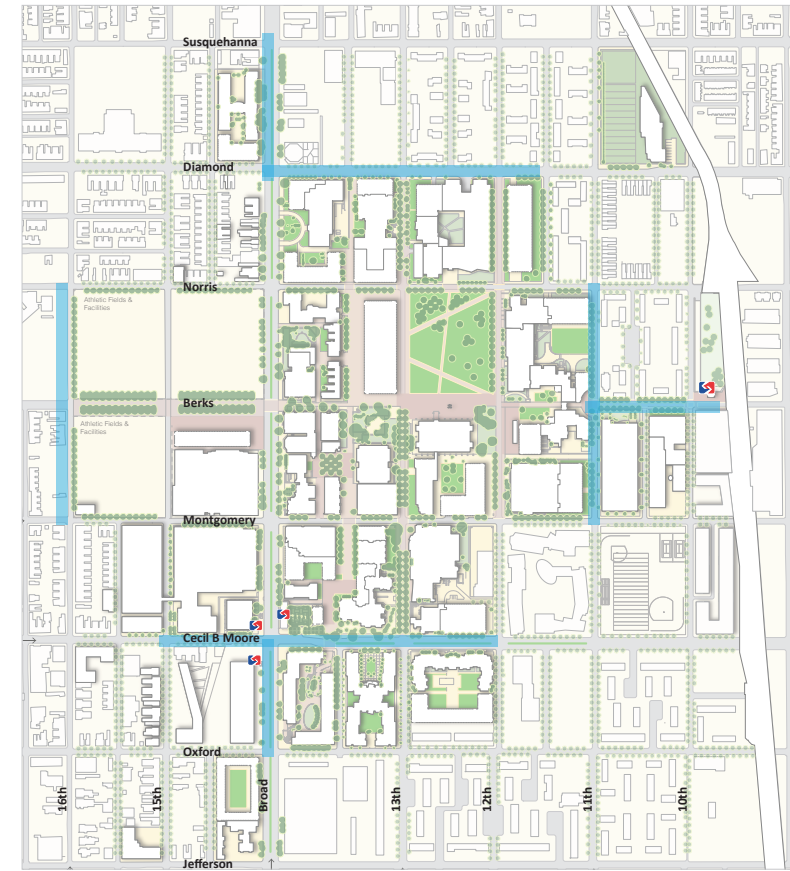 Susquehanna
Diamond
Norris
Athletic Fields &
Facilities
Berks
Athletic Fields &
Facilities
Montgomery
Cecil B Moore
Oxford
16th
15th
Broad
13th
12th
11th
10th
Jefferson